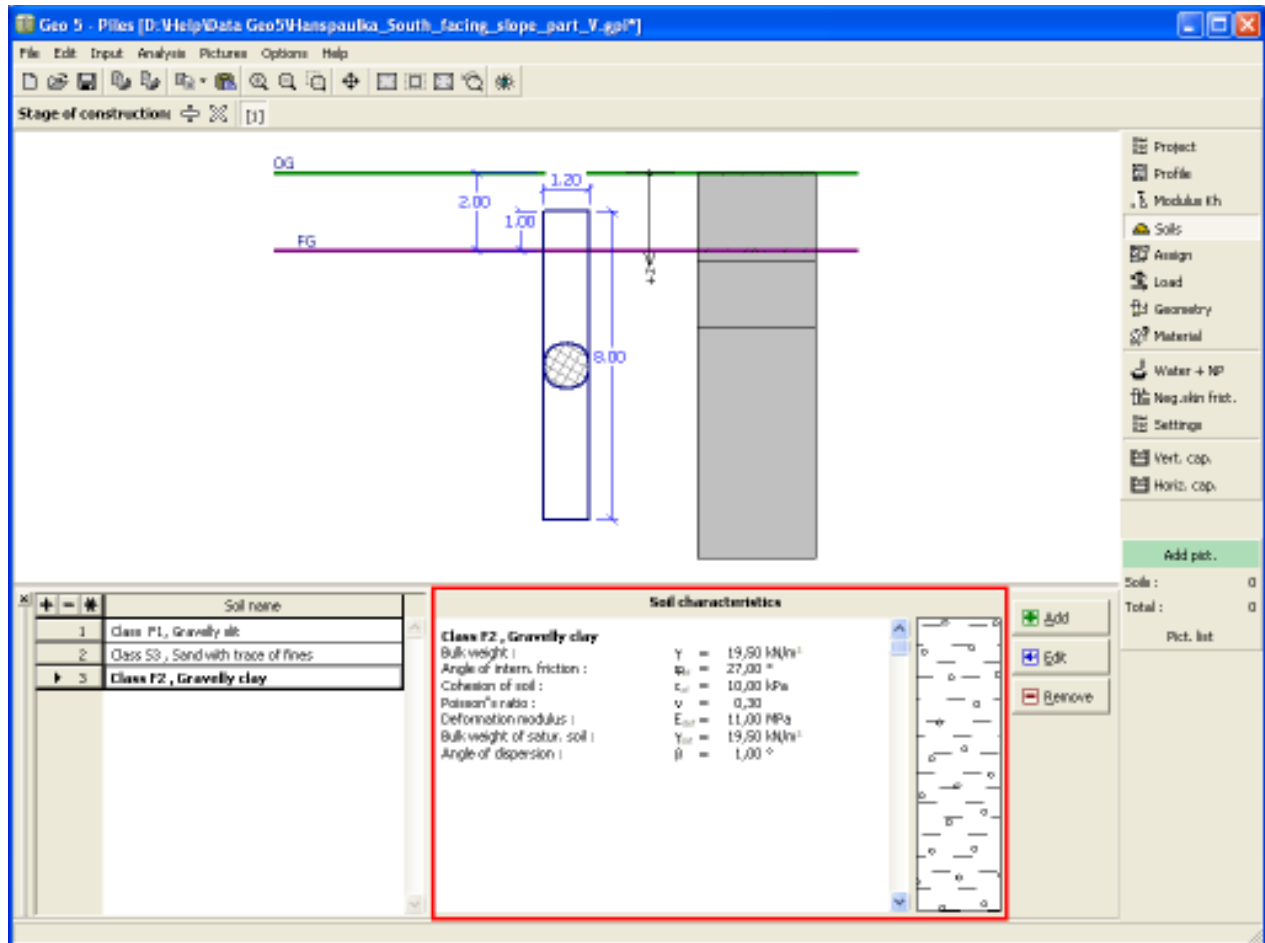 Geo 5 - Piles [D:\Help\Data Geo5\Hanspaulka_South_facing_slope_part_V.gpi*]
File Edit Input Analysis Pictures Options Help
Stage of construction: [1]
OG
1.20
2.00
1.00
FG
+z
8.00
Project
Profile
Modulus Kh
Soils
Assign
Load
Geometry
Material
Water + NP
Neg.skin frict.
Settings
Vert. cap.
Horiz. cap.
Add pict.
Soils : 0
Total : 0
Pict. list
Soil name
1 Class F1, Gravelly silt
2 Class S3 , Sand with trace of fines
3 Class F2 , Gravelly clay
Soil characteristics
Class F2 , Gravelly clay
Bulk weight : γ = 19,50 kN/m³
Angle of intern. friction : φef = 27,00 °
Cohesion of soil : cef = 10,00 kPa
Poisson"s ratio : ν = 0,30
Deformation modulus : Edef = 11,00 MPa
Bulk weight of satur. soil : γsat = 19,50 kN/m³
Angle of dispersion : β = 1,00 °
Add
Edit
Remove